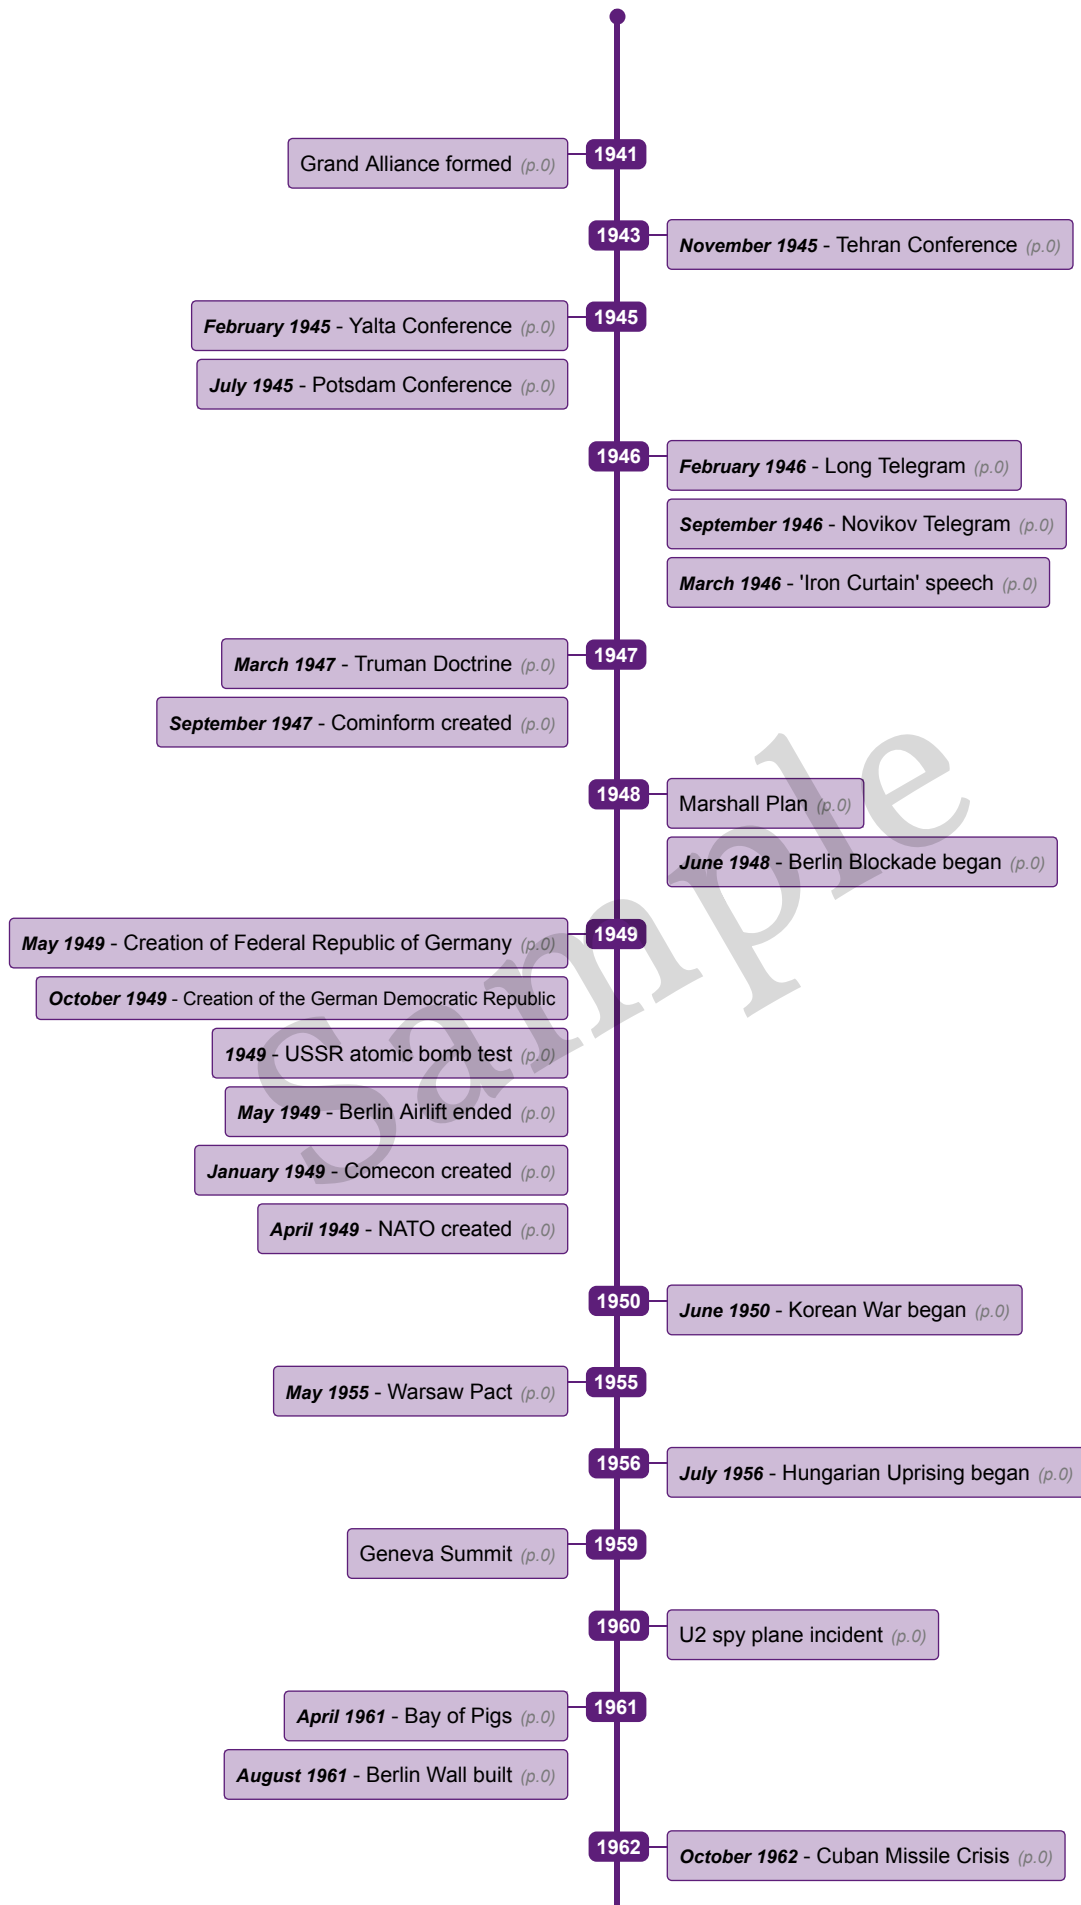 1941
Grand Alliance formed (p.0)
1943
November 1945 - Tehran Conference (p.0)
1945
February 1945 - Yalta Conference (p.0)
July 1945 - Potsdam Conference (p.0)
1946
February 1946 - Long Telegram (p.0)
September 1946 - Novikov Telegram (p.0)
March 1946 - 'Iron Curtain' speech (p.0)
1947
March 1947 - Truman Doctrine (p.0)
September 1947 - Cominform created (p.0)
1948
Marshall Plan (p.0)
June 1948 - Berlin Blockade began (p.0)
1949
May 1949 - Creation of Federal Republic of Germany (p.0)
October 1949 - Creation of the German Democratic Republic
1949 - USSR atomic bomb test (p.0)
May 1949 - Berlin Airlift ended (p.0)
January 1949 - Comecon created (p.0)
April 1949 - NATO created (p.0)
1950
June 1950 - Korean War began (p.0)
1955
May 1955 - Warsaw Pact (p.0)
1956
July 1956 - Hungarian Uprising began (p.0)
1959
Geneva Summit (p.0)
1960
U2 spy plane incident (p.0)
1961
April 1961 - Bay of Pigs (p.0)
August 1961 - Berlin Wall built (p.0)
1962
October 1962 - Cuban Missile Crisis (p.0)
Sample